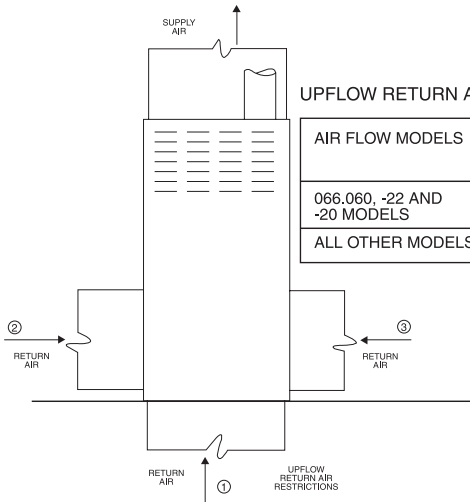 SUPPLY
AIR
UPFLOW RETURN A
AIR FLOW MODELS
066.060, -22 AND
-20 MODELS
ALL OTHER MODELS
②
RETURN
AIR
③
RETURN
AIR
RETURN
AIR
①
UPFLOW
RETURN AIR
RESTRICTIONS